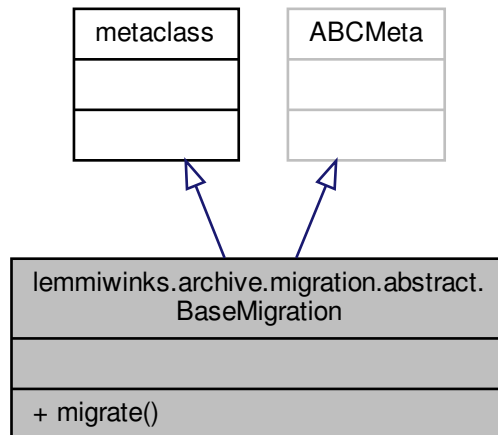 metaclass
ABCMeta
lemmiwinks.archive.migration.abstract.
BaseMigration
+ migrate()